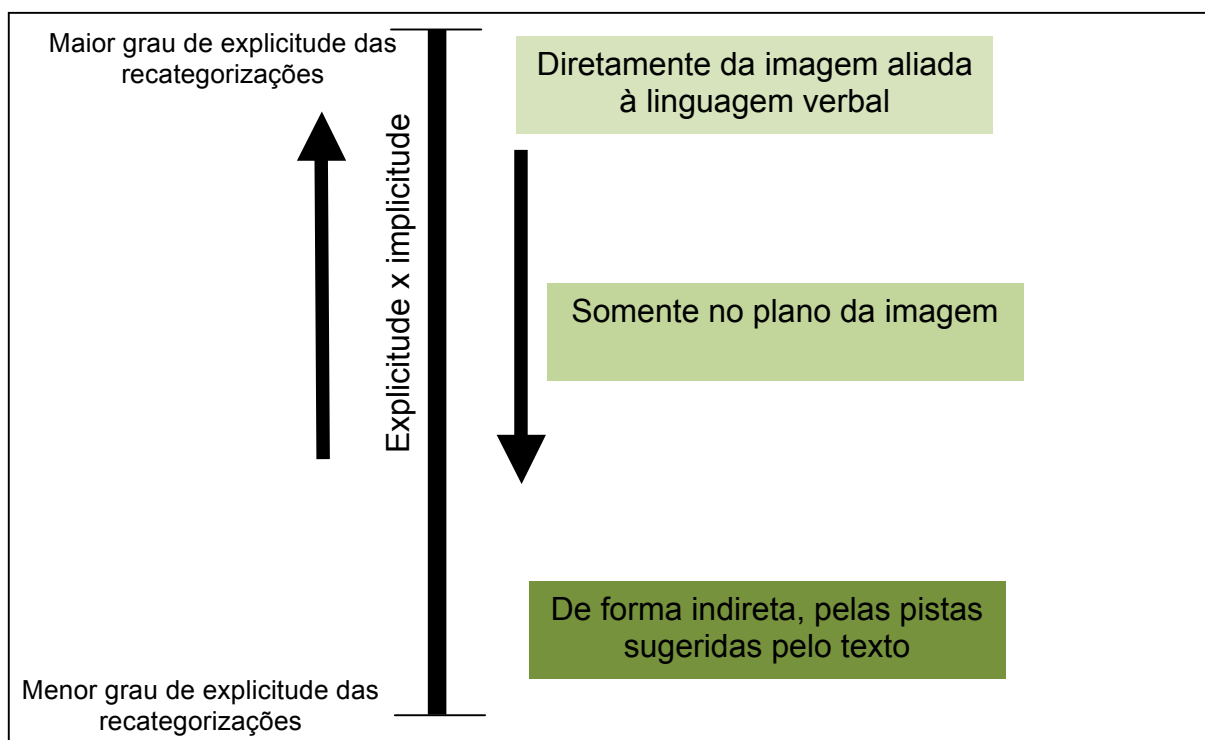 Maior grau de explicitude das
recategorizações
Diretamente da imagem aliada
à linguagem verbal
Explicitude x implicitude
Somente no plano da imagem
De forma indireta, pelas pistas
sugeridas pelo texto
Menor grau de explicitude das
recategorizações